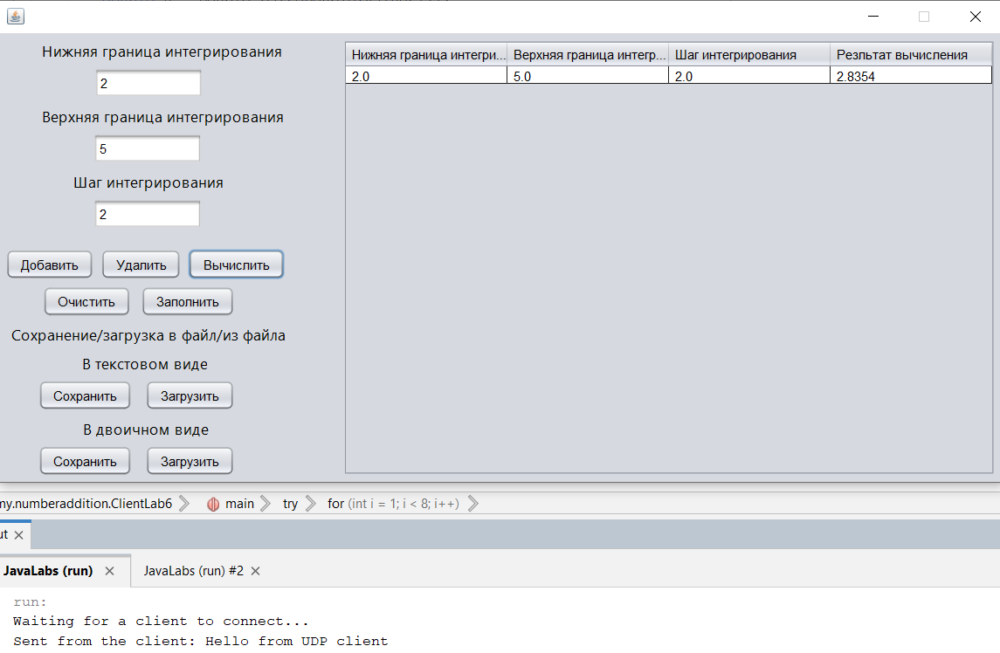 Нижняя граница интегрирования
2
Верхняя граница интегрирования
5
Шаг интегрирования
2
Добавить Удалить Вычислить
Очистить Заполнить
Сохранение/загрузка в файл/из файла
В текстовом виде
Сохранить Загрузить
В двоичном виде
Сохранить Загрузить
Нижняя граница интегри... Верхняя граница интегр... Шаг интегрирования Резльтат вычисления
2.0 5.0 2.0 2.8354
my.numberaddition.ClientLab6 main try for (int i = 1; i < 8; i++)
ut
JavaLabs (run) JavaLabs (run) #2
run:
Waiting for a client to connect...
Sent from the client: Hello from UDP client